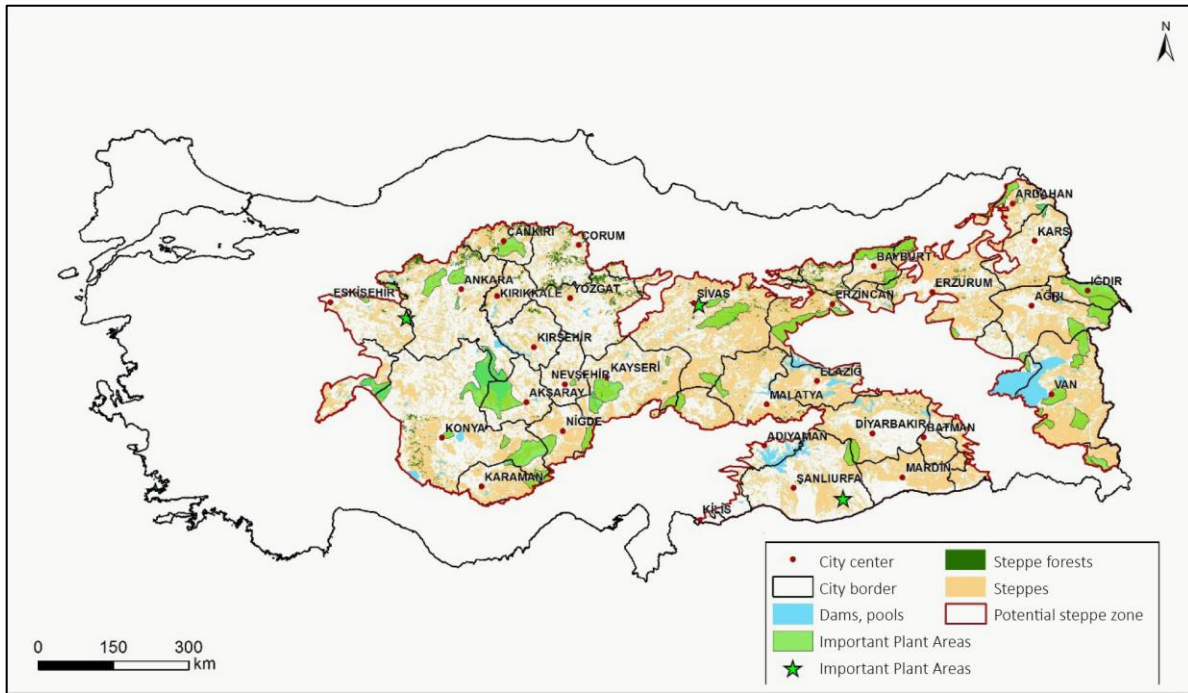 N
ARDAHAN
KARS
ÇANKIRI
ÇORUM
BAYBURT
ANKARA
IĞDIR
ESKİŞEHİR
KIRIKKALE
YOZGAT
SİVAS
ERZİNCAN
ERZURUM
AĞRI
KIRŞEHİR
NEVŞEHİR
KAYSERİ
ELAZIĞ
VAN
AKSARAY
MALATYA
KONYA
NİĞDE
ADIYAMAN
DİYARBAKIR
BATMAN
KARAMAN
ŞANLIURFA
MARDİN
KİLİS
City center
Steppe forests
City border
Steppes
Dams, pools
Potential steppe zone
Important Plant Areas
Important Plant Areas
0 150 300
km